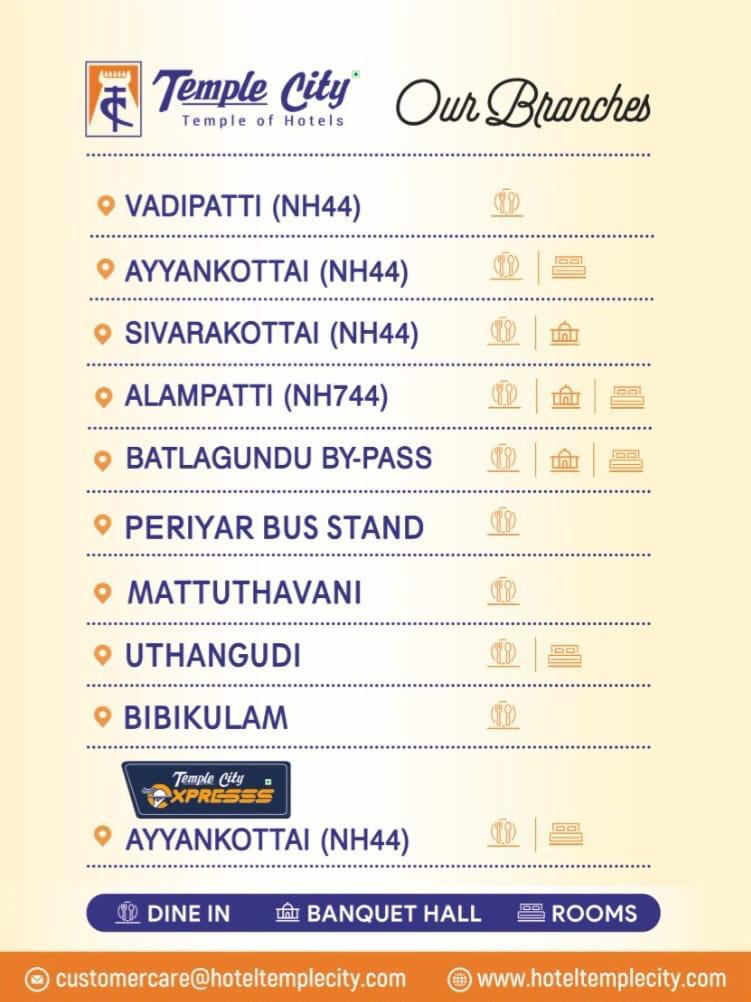 Temple City
Temple of Hotels
Our Branches
VADIPATTI (NH44)
AYYANKOTTAI (NH44)
SIVARAKOTTAI (NH44)
ALAMPATTI (NH744)
BATLAGUNDU BY-PASS
PERIYAR BUS STAND
MATTUTHAVANI
UTHANGUDI
BIBIKULAM
Temple City
EXPRESSS
AYYANKOTTAI (NH44)
DINE IN BANQUET HALL ROOMS
customercare@hoteltemplecity.com www.hoteltemplecity.com